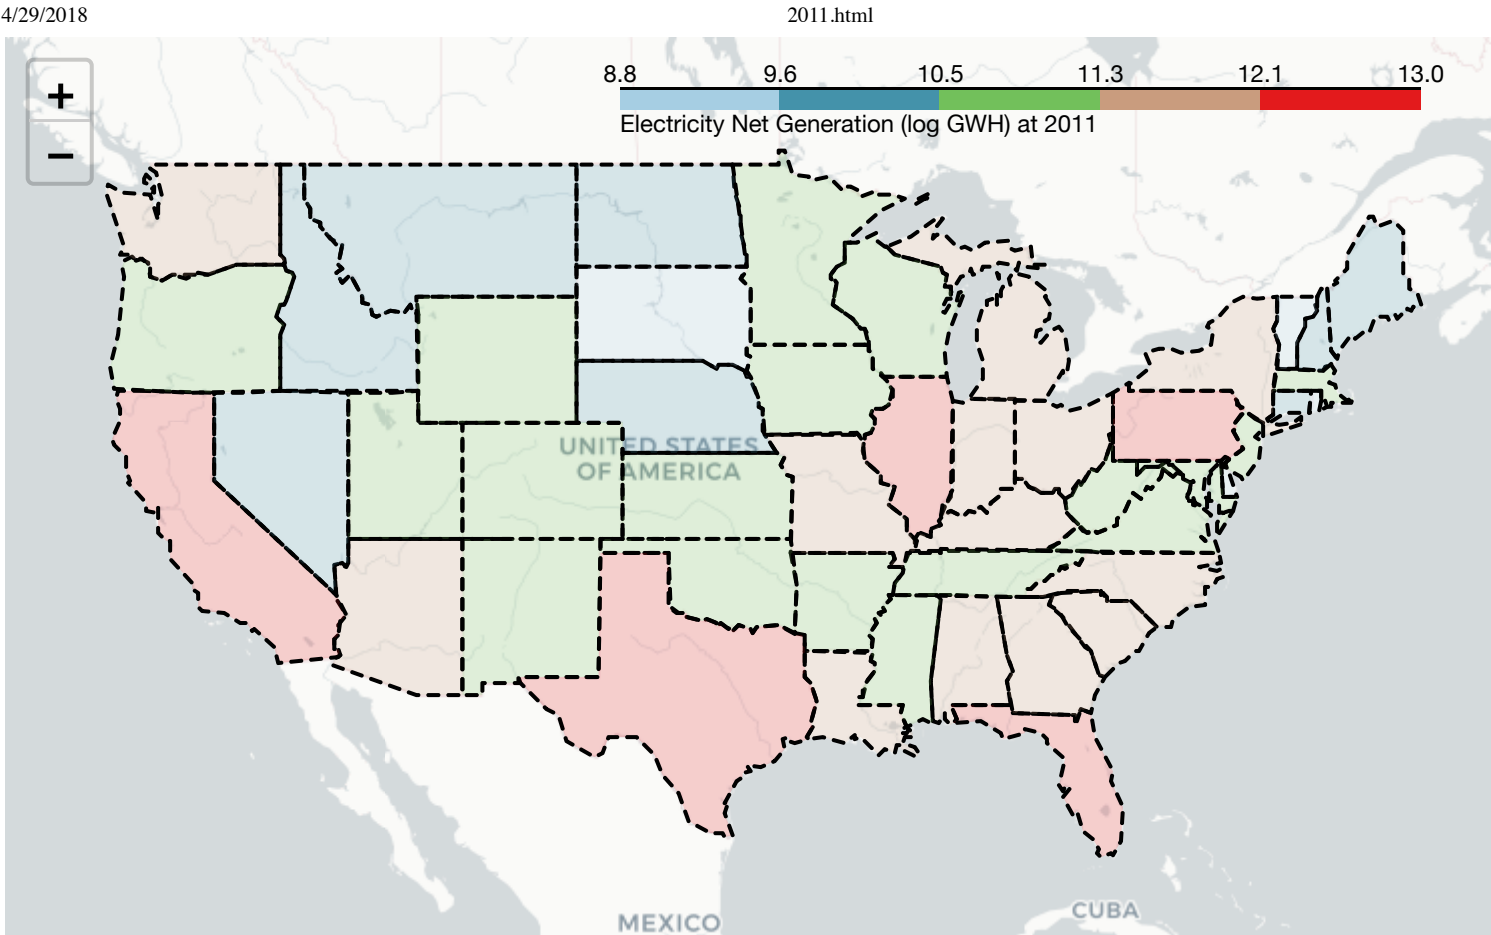 4/29/2018 2011.html
+
−
8.8 9.6 10.5 11.3 12.1 13.0
Electricity Net Generation (log GWH) at 2011
UNITED STATES
OF AMERICA
MEXICO
CUBA